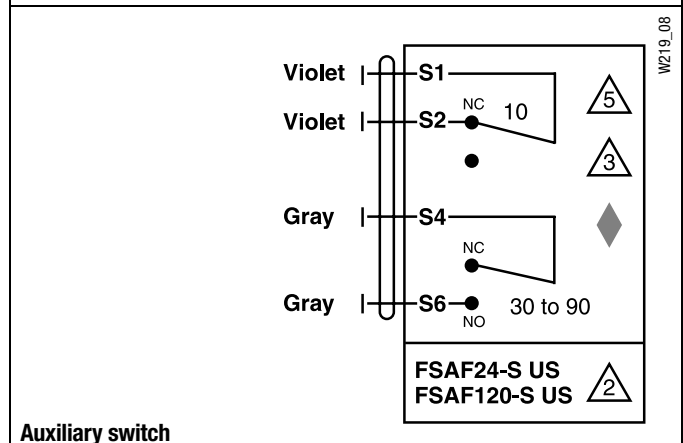 W219_08
Violet S1
5
NC 10
Violet S2
3
Gray S4
NC
Gray S6 30 to 90
NO
FSAF24-S US
FSAF120-S US 2
Auxiliary switch